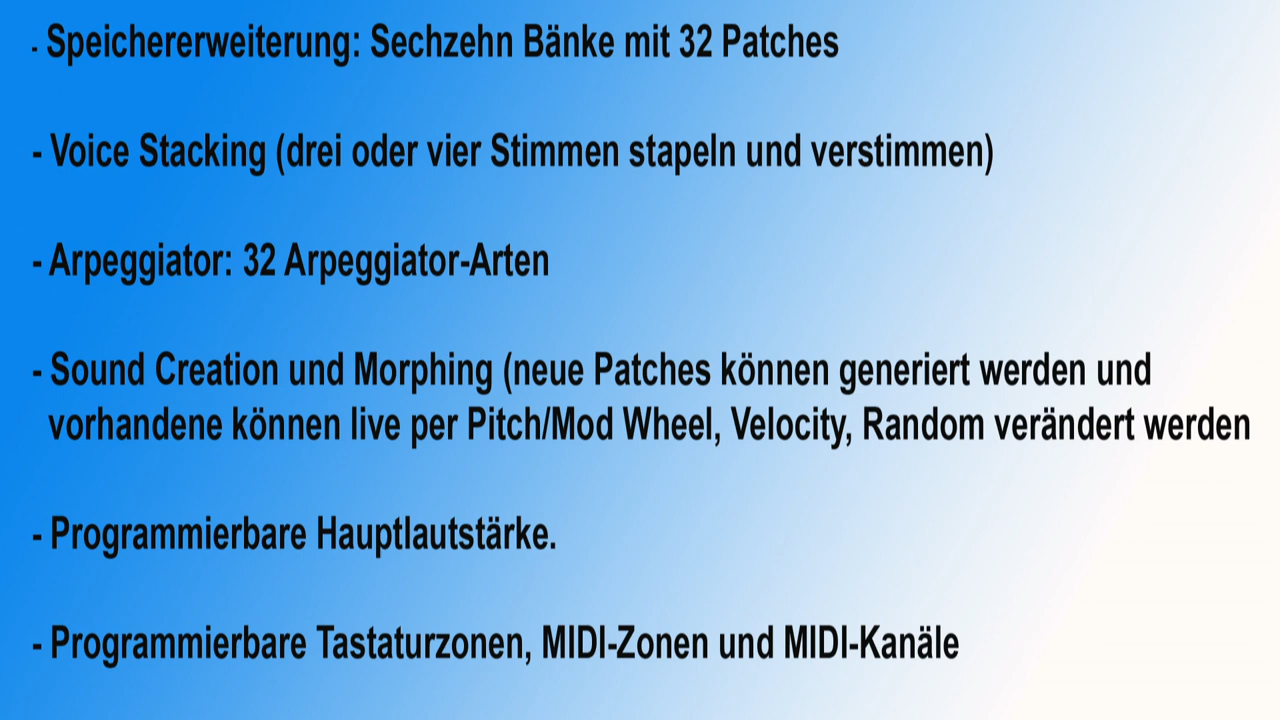 - Speichererweiterung: Sechzehn Bänke mit 32 Patches
- Voice Stacking (drei oder vier Stimmen stapeln und verstimmen)
- Arpeggiator: 32 Arpeggiator-Arten
- Sound Creation und Morphing (neue Patches können generiert werden und
vorhandene können live per Pitch/Mod Wheel, Velocity, Random verändert werden
- Programmierbare Hauptlautstärke.
- Programmierbare Tastaturzonen, MIDI-Zonen und MIDI-Kanäle